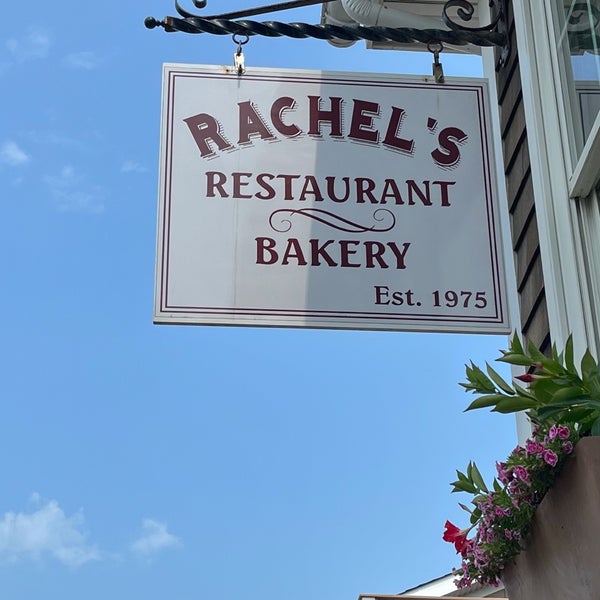 RACHEL'S
RESTAURANT
BAKERY
Est. 1975